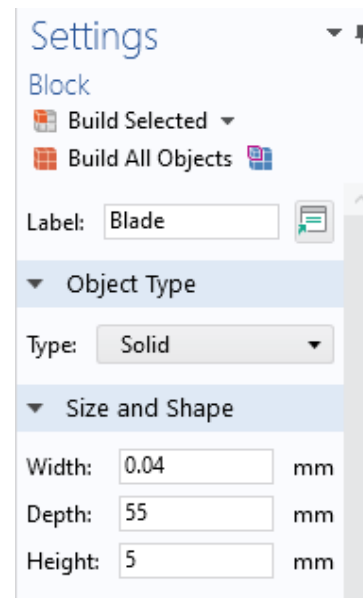 Settings
Block
Build Selected
Build All Objects
Label: Blade
Object Type
Type: Solid
Size and Shape
Width: 0.04 mm
Depth: 55 mm
Height: 5 mm